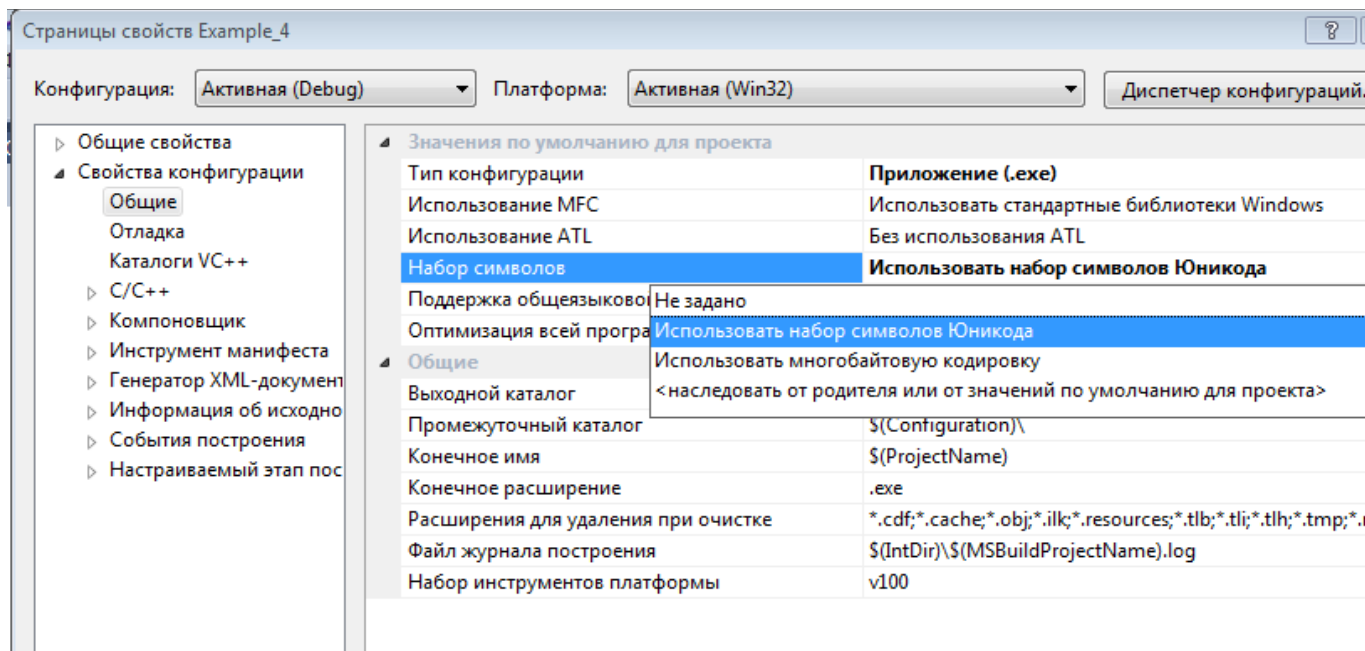 Страницы свойств Example_4
?
Конфигурация: Активная (Debug) Платформа: Активная (Win32) Диспетчер конфигураций.
Общие свойства
Свойства конфигурации
Общие
Отладка
Каталоги VC++
C/C++
Компоновщик
Инструмент манифеста
Генератор XML-документ
Информация об исходно
События построения
Настраиваемый этап пос
Значения по умолчанию для проекта
Тип конфигурации Приложение (.exe)
Использование MFC Использовать стандартные библиотеки Windows
Использование ATL Без использования ATL
Набор символов Использовать набор символов Юникода
Поддержка общеязыково Не задано
Оптимизация всей програ Использовать набор символов Юникода
Использовать многобайтовую кодировку
<наследовать от родителя или от значений по умолчанию для проекта>
Общие
Выходной каталог
Промежуточный каталог $(Configuration)\
Конечное имя $(ProjectName)
Конечное расширение .exe
Расширения для удаления при очистке *.cdf;*.cache;*.obj;*.ilk;*.resources;*.tlb;*.tli;*.tlh;*.tmp;*.
Файл журнала построения $(IntDir)\$(MSBuildProjectName).log
Набор инструментов платформы v100